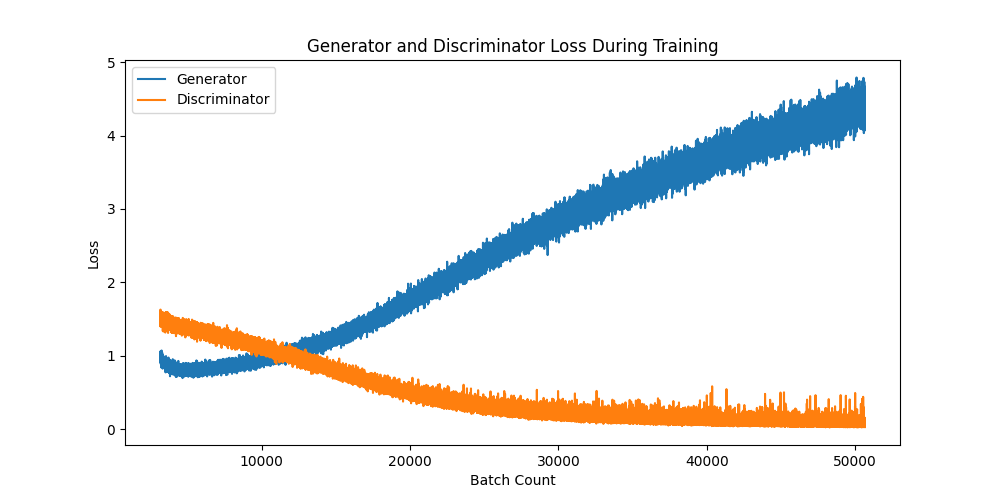 Generator and Discriminator Loss During Training
Generator
Discriminator
5
4
3
2
1
0
Loss
10000 20000 30000 40000 50000
Batch Count